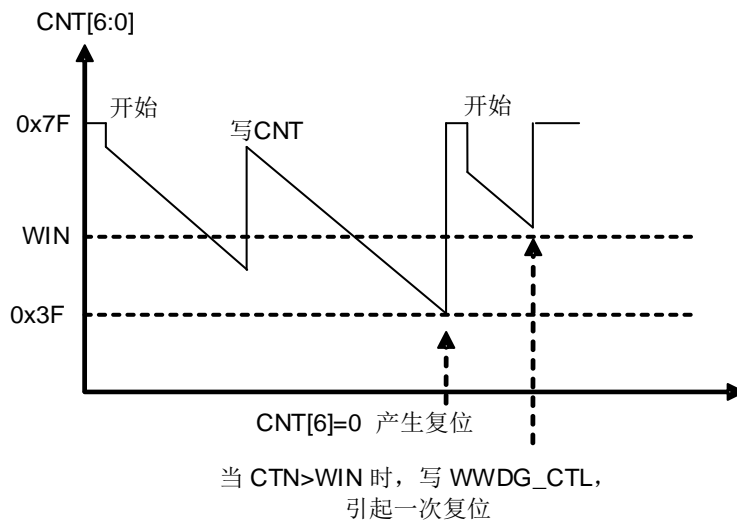 CNT[6:0]
开始
开始
0x7F
写CNT
WIN
0x3F
CNT[6]=0 产生复位
当 CTN>WIN 时，写 WWDG_CTL，
引起一次复位